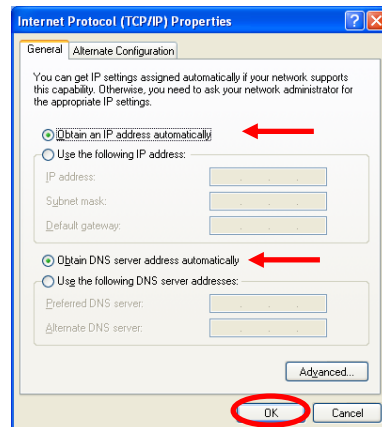 Internet Protocol (TCP/IP) Properties
General Alternate Configuration
You can get IP settings assigned automatically if your network supports
this capability. Otherwise, you need to ask your network administrator for
the appropriate IP settings.
Obtain an IP address automatically
Use the following IP address:
IP address:
Subnet mask:
Default gateway:
Obtain DNS server address automatically
Use the following DNS server addresses:
Preferred DNS server:
Alternate DNS server:
Advanced...
OK Cancel